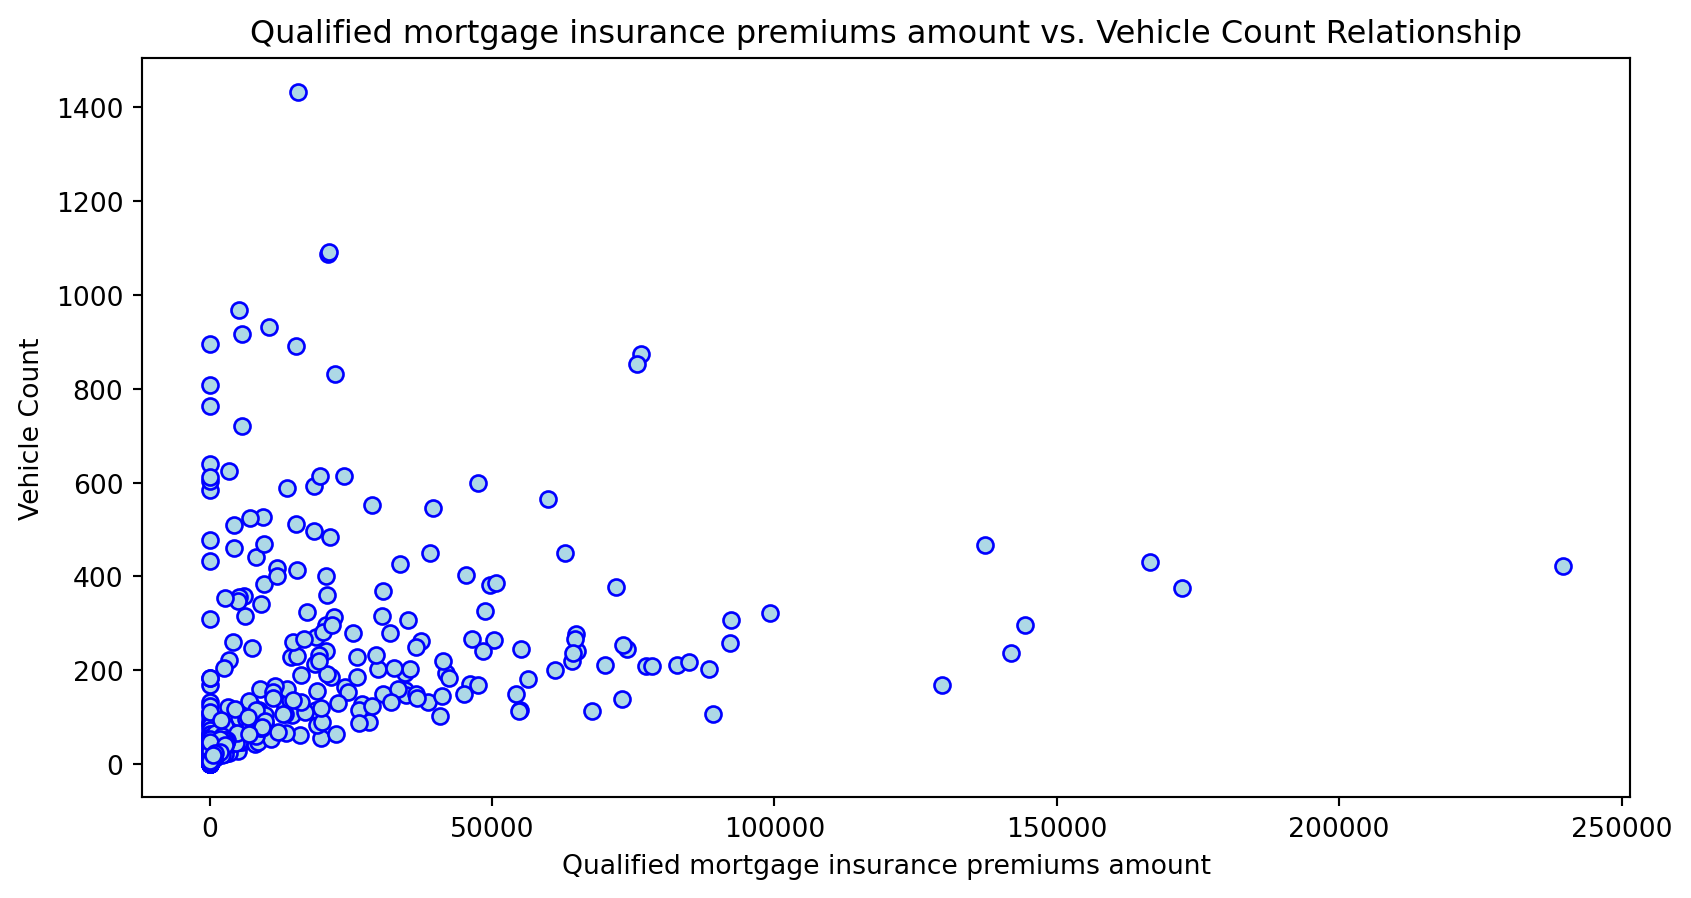 Qualified mortgage insurance premiums amount vs. Vehicle Count Relationship
1400
1200
1000
800
600
400
200
0
Vehicle Count
0 50000 100000 150000 200000 250000
Qualified mortgage insurance premiums amount